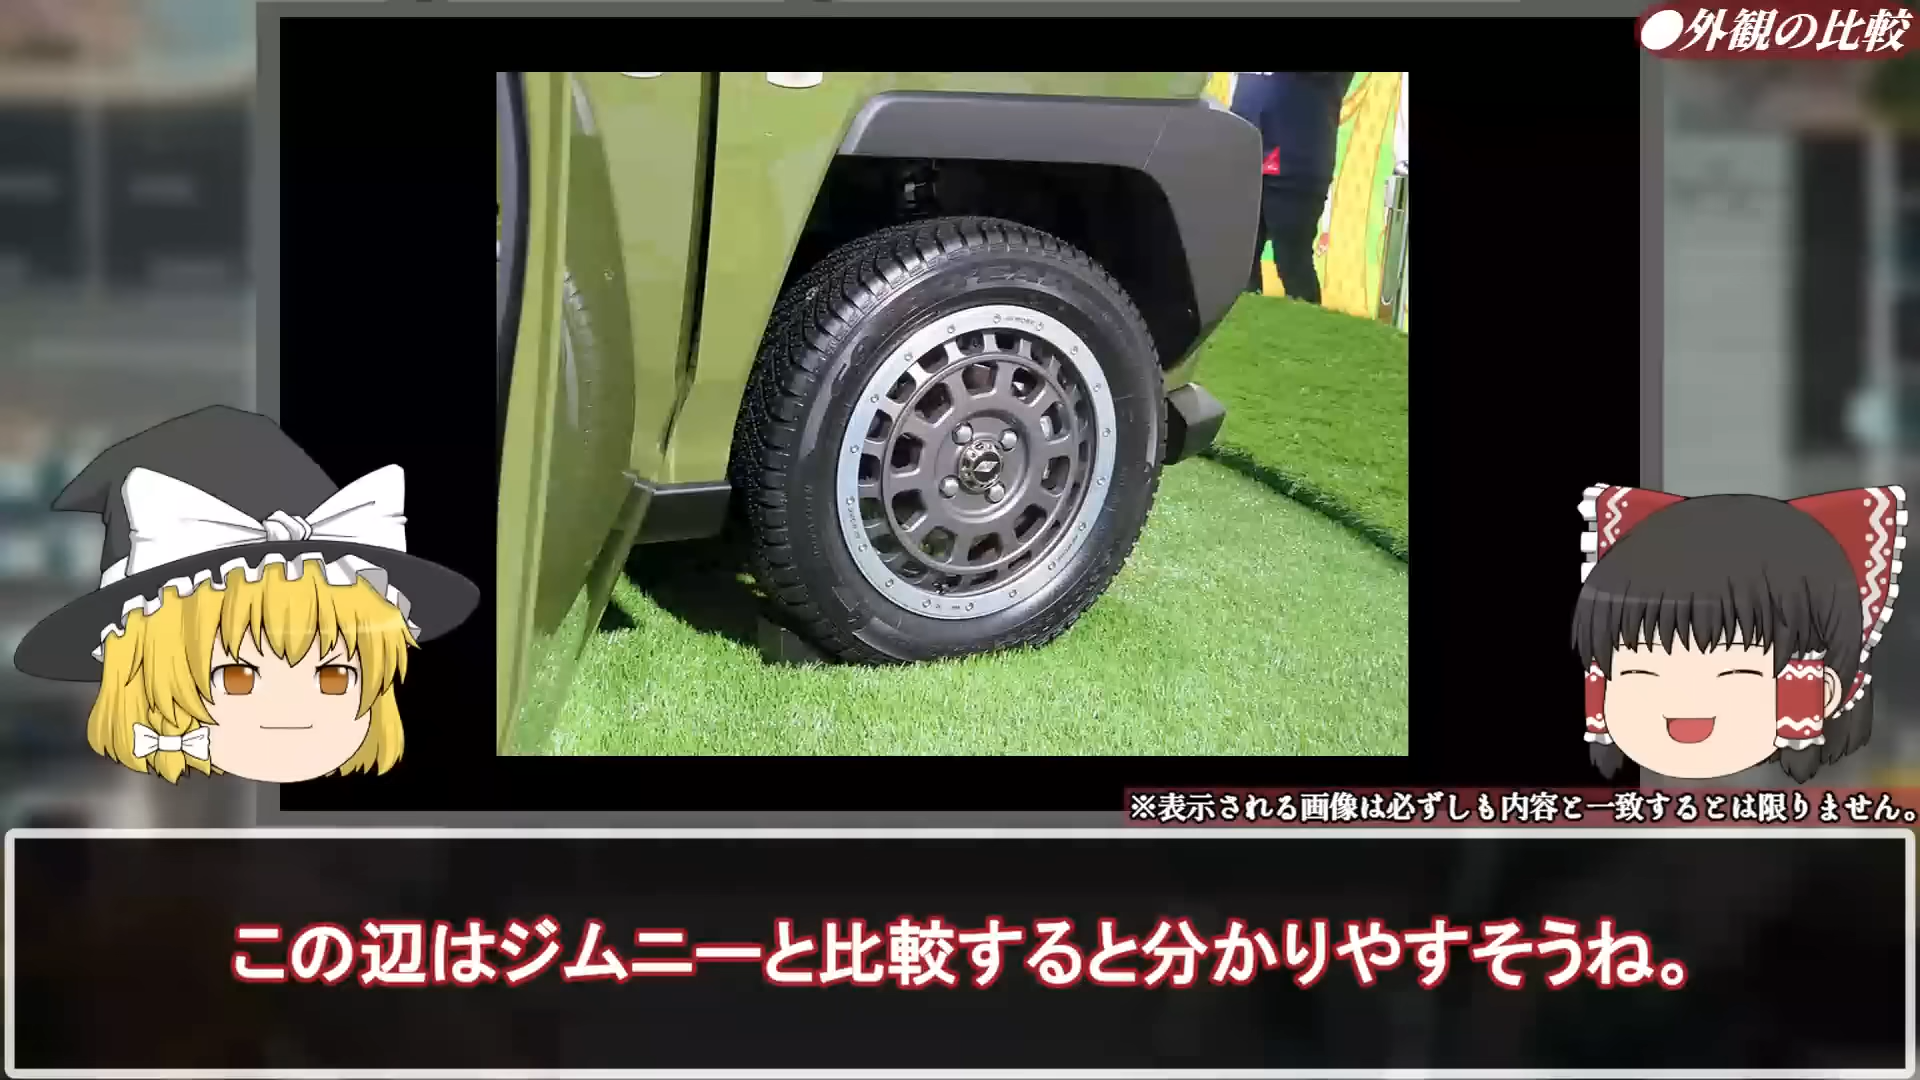 ●外観の比較
※表示される画像は必ずしも内容と一致するとは限りません。
この辺はジムニーと比較すると分かりやすそうね。